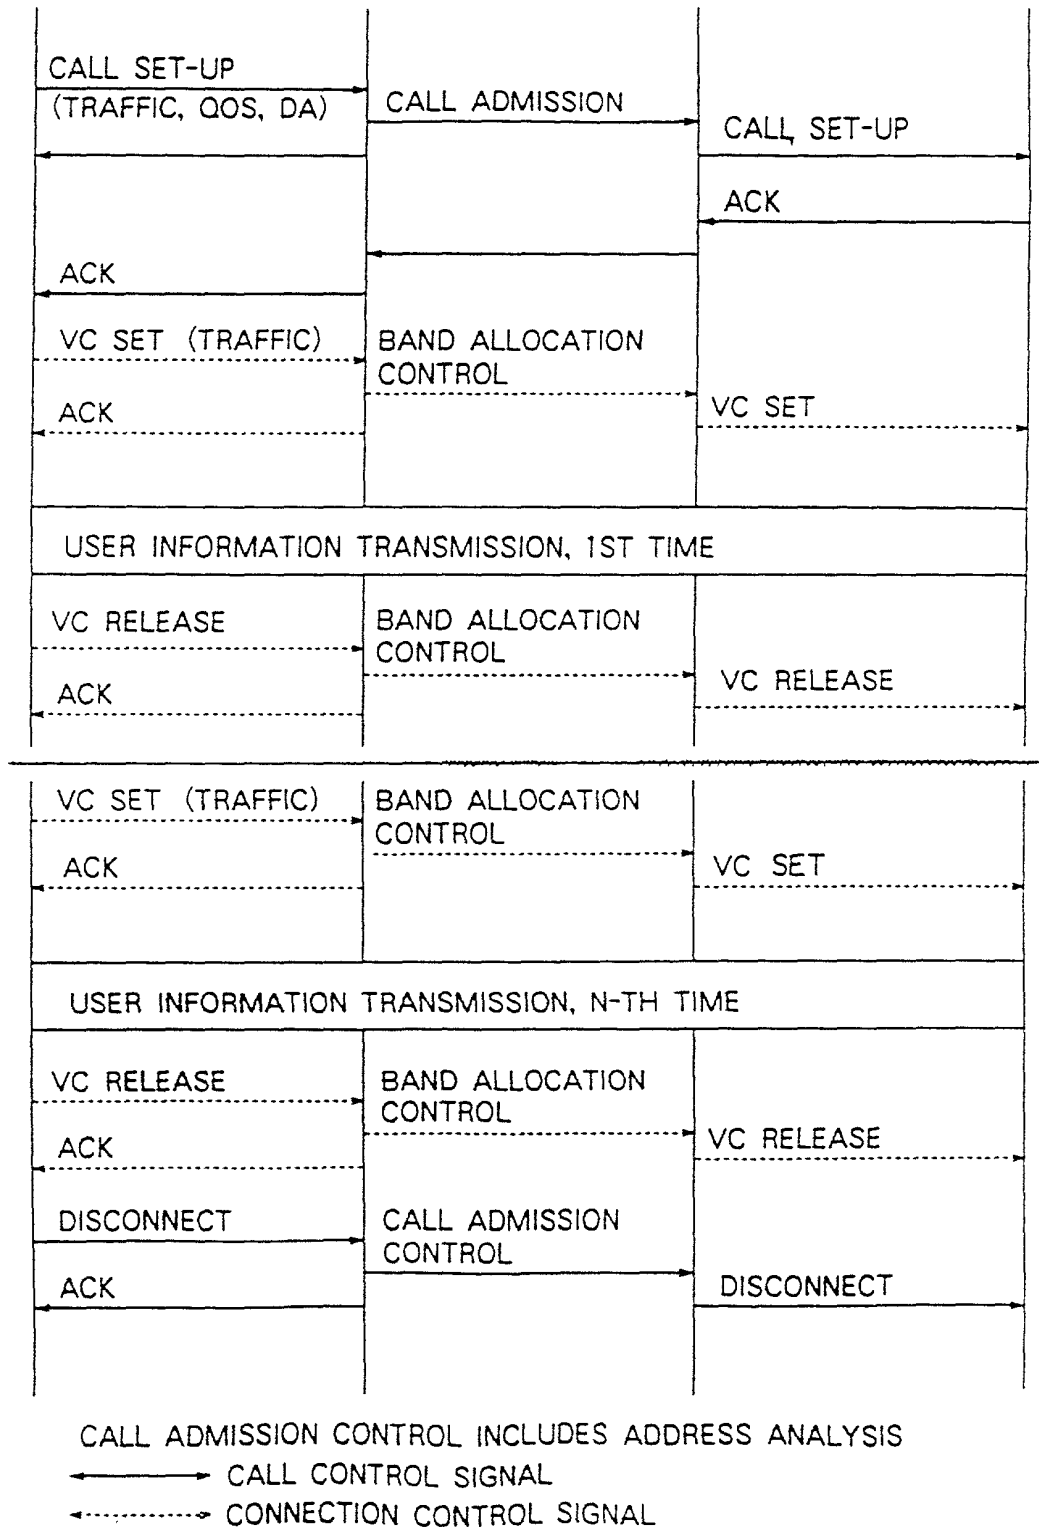 CALL SET-UP
(TRAFFIC, QOS, DA)
CALL ADMISSION
CALL SET-UP
ACK
ACK
VC SET (TRAFFIC)
BAND ALLOCATION
CONTROL
ACK
VC SET
USER INFORMATION TRANSMISSION, 1ST TIME
VC RELEASE
BAND ALLOCATION
CONTROL
ACK
VC RELEASE
VC SET (TRAFFIC)
BAND ALLOCATION
CONTROL
ACK
VC SET
USER INFORMATION TRANSMISSION, N-TH TIME
VC RELEASE
BAND ALLOCATION
CONTROL
ACK
VC RELEASE
DISCONNECT
CALL ADMISSION
CONTROL
ACK
DISCONNECT
CALL ADMISSION CONTROL INCLUDES ADDRESS ANALYSIS
CALL CONTROL SIGNAL
CONNECTION CONTROL SIGNAL